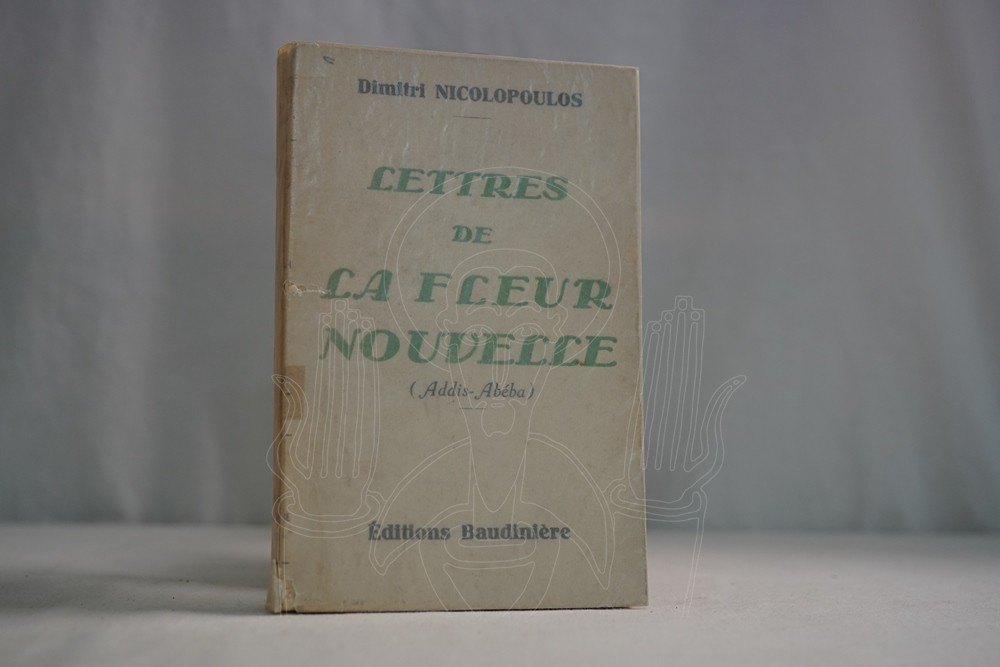 Dimitri NICOLOPOULOS
LETTRES
DE
LA FLEUR
NOUVELLE
(Addis-Abéba)
Éditions Baudinière